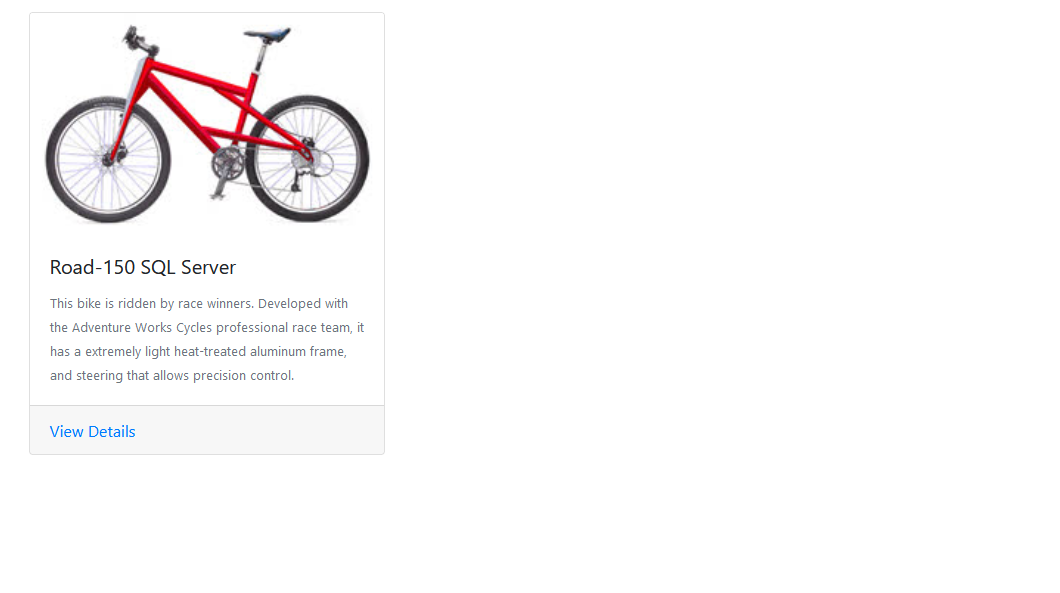 Road-150 SQL Server
This bike is ridden by race winners. Developed with
the Adventure Works Cycles professional race team, it
has a extremely light heat-treated aluminum frame,
and steering that allows precision control.
View Details